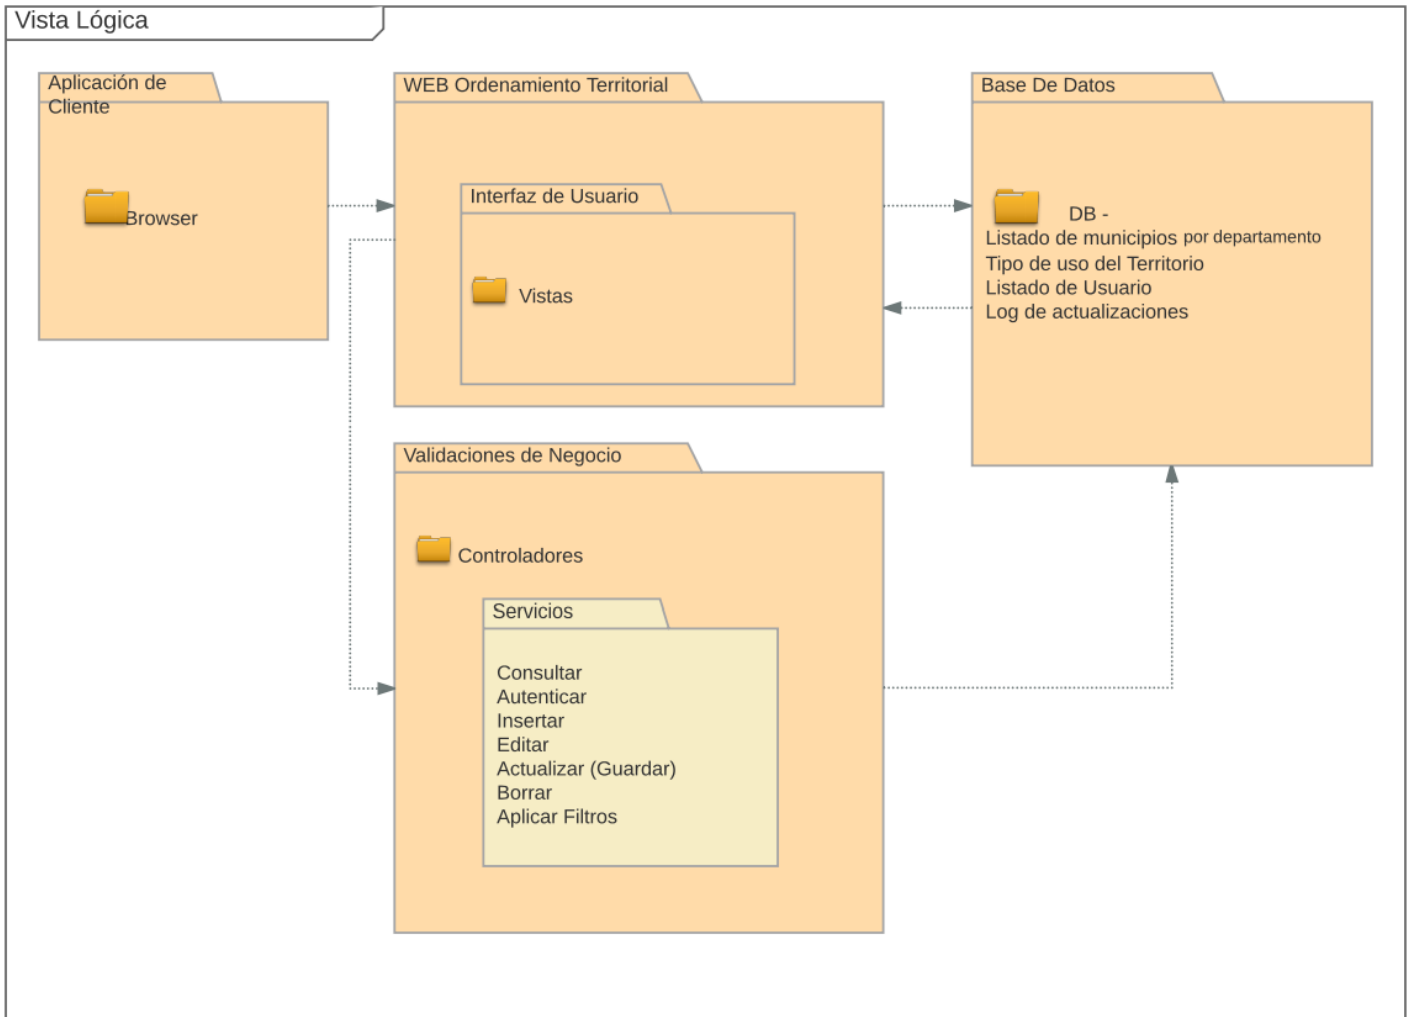 Vista Lógica
Aplicación de
Cliente
Browser
WEB Ordenamiento Territorial
Interfaz de Usuario
Vistas
Base De Datos
DB -
Listado de municipios por departamento
Tipo de uso del Territorio
Listado de Usuario
Log de actualizaciones
Validaciones de Negocio
Controladores
Servicios
Consultar
Autenticar
Insertar
Editar
Actualizar (Guardar)
Borrar
Aplicar Filtros